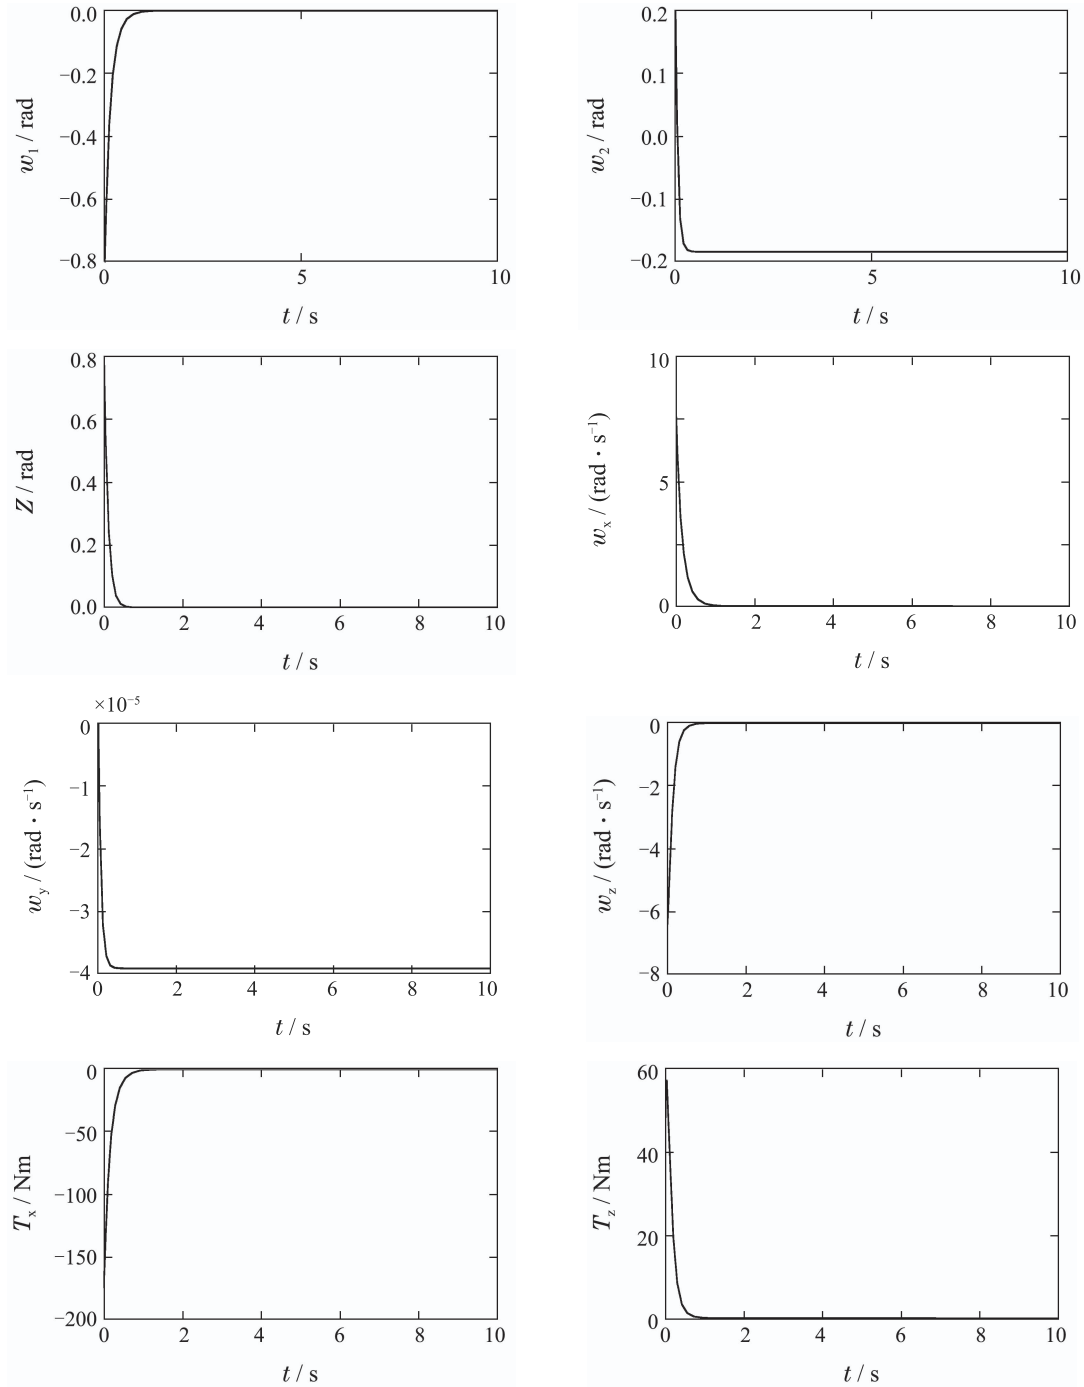 0.0
−0.2
−0.4
−0.6
−0.8
w₁ / rad
0 5 10
t / s
0.2
0.1
0.0
−0.1
−0.2
w₂ / rad
0 5 10
t / s
0.8
0.6
0.4
0.2
0.0
Z / rad
0 2 4 6 8 10
t / s
10
5
0
wₓ / (rad・s⁻¹)
0 2 4 6 8 10
t / s
×10⁻⁵
0
−1
−2
−3
−4
w_y / (rad・s⁻¹)
0 2 4 6 8 10
t / s
0
−2
−4
−6
−8
w_z / (rad・s⁻¹)
0 2 4 6 8 10
t / s
0
−50
−100
−150
−200
Tₓ / Nm
0 2 4 6 8 10
t / s
60
40
20
0
T_z / Nm
0 2 4 6 8 10
t / s